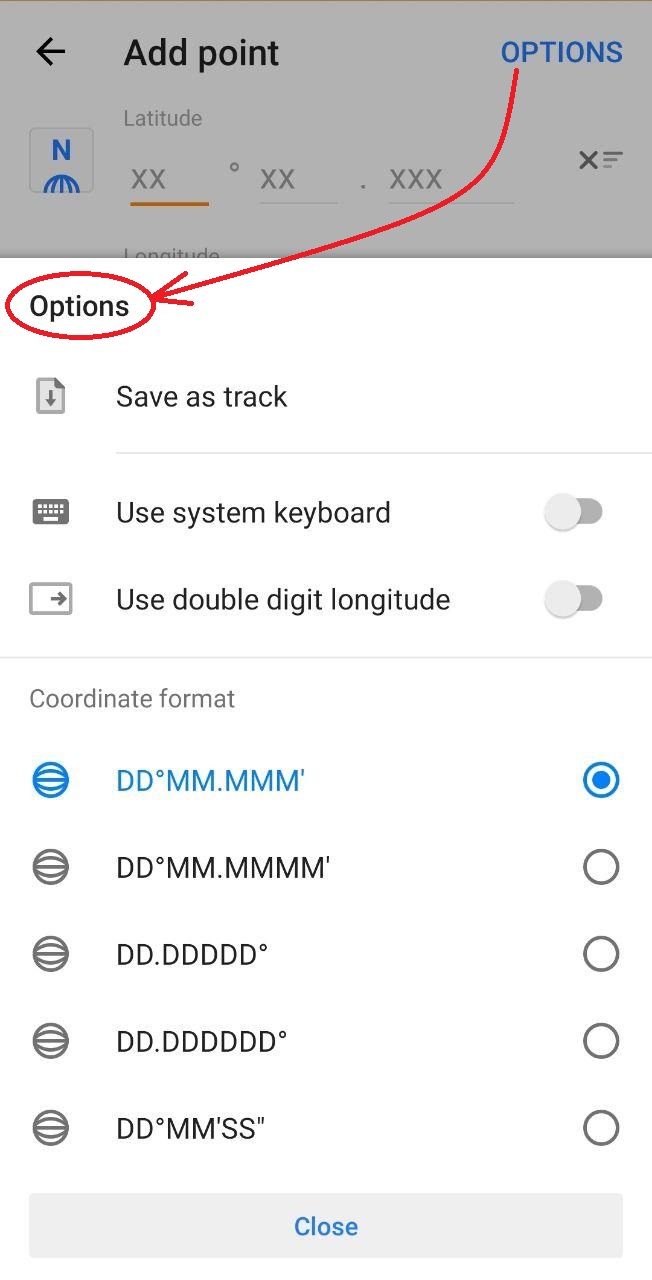 Add point
OPTIONS
Latitude
N
XX ° XX . XXX
Longitude
Options
Save as track
Use system keyboard
Use double digit longitude
Coordinate format
DD°MM.MMM'
DD°MM.MMMM'
DD.DDDDD°
DD.DDDDDD°
DD°MM'SS"
Close